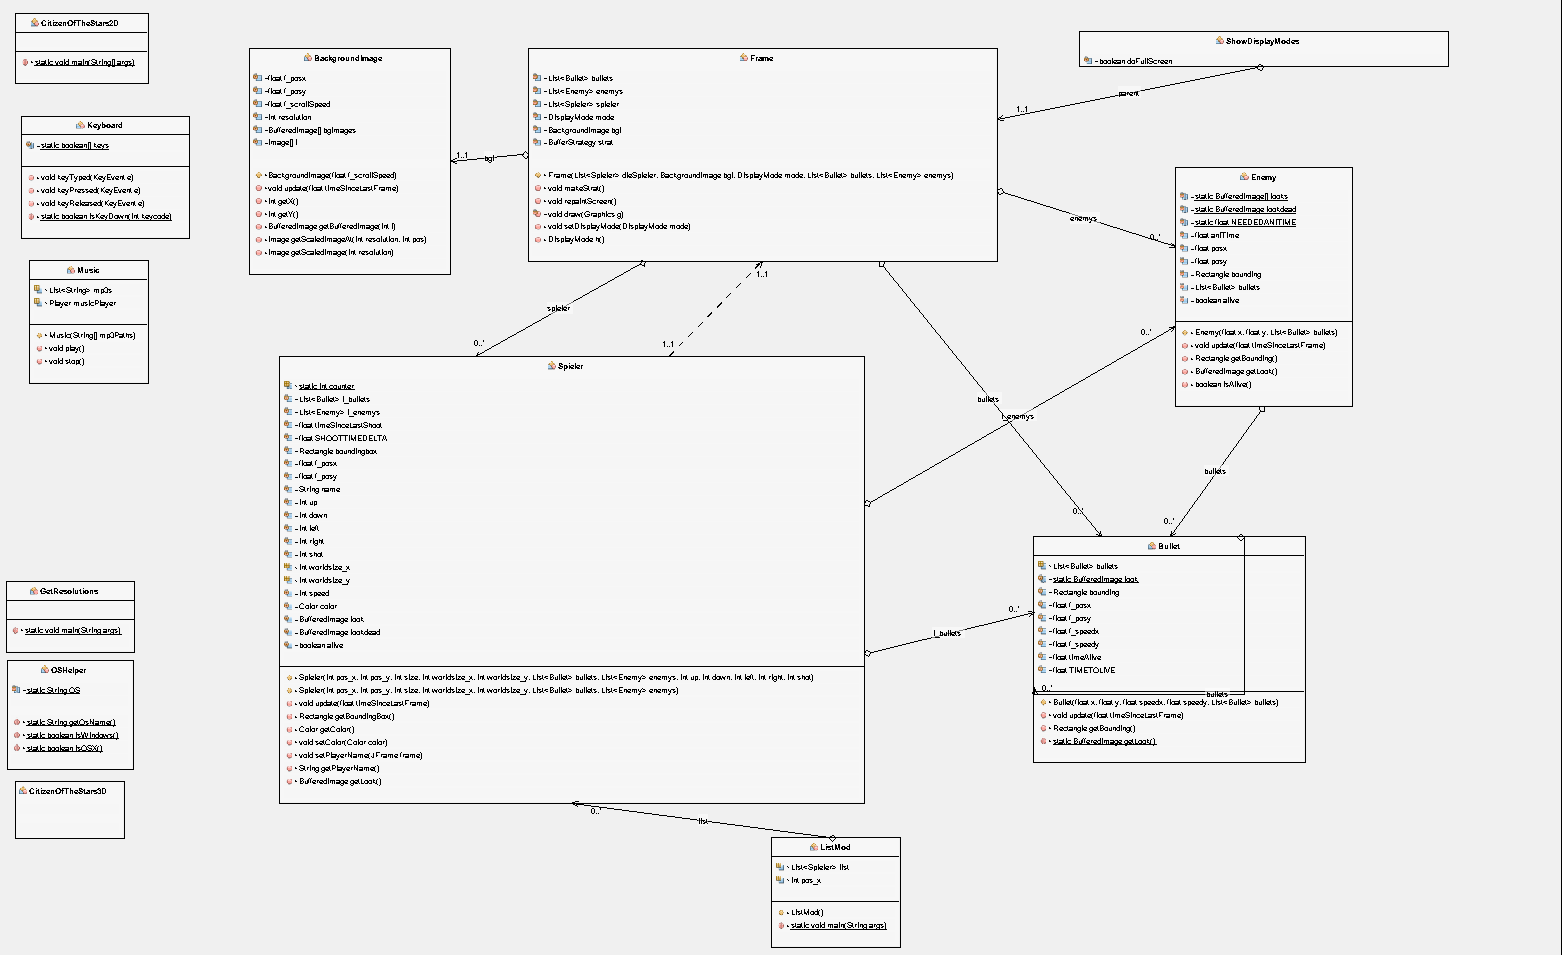 CitizenOfTheStars2D
static void main(String[] args)
Keyboard
static boolean[] keys
void keyTyped(KeyEvent e)
void keyPressed(KeyEvent e)
void keyReleased(KeyEvent e)
static boolean isKeyDown(int keycode)
Music
List<String> mp3s
Player musicPlayer
Music(String[] mp3Paths)
void play()
void stop()
GetResolutions
static void main(String args)
OSHelper
static String OS
static String getOsName()
static boolean isWindows()
static boolean isOSX()
CitizenOfTheStars3D
BackgroundImage
-float f_posx
-float f_posy
-float f_scrollSpeed
-int resolution
-BufferedImage[] bgImages
-Image[] i
BackgroundImage(float f_scrollSpeed)
void update(float timeSinceLastFrame)
int getX()
int getY()
BufferedImage getBufferedImage(int i)
Image getScaledImageAt(int resolution, int pos)
Image getScaledImage(int resolution)
1..1
bgI
Frame
-List<Bullet> bullets
-List<Enemy> enemys
-List<Spieler> spieler
-DisplayMode mode
-BackgroundImage bgI
-BufferStrategy strat
Frame(List<Spieler> dieSpieler, BackgroundImage bgI, DisplayMode mode, List<Bullet> bullets, List<Enemy> enemys)
void makeStrat()
void repaintScreen()
-void draw(Graphics g)
void setDisplayMode(DisplayMode mode)
DisplayMode h()
ShowDisplayModes
-boolean doFullScreen
parent
1..1
enemys
0..*
Enemy
-static BufferedImage[] looks
-static BufferedImage lookdead
-static float NEEDEDANITIME
-float aniTime
-float posx
-float posy
-Rectangle bounding
-List<Bullet> bullets
-boolean alive
Enemy(float x, float y, List<Bullet> bullets)
void update(float timeSinceLastFrame)
Rectangle getBounding()
BufferedImage getLook()
boolean isAlive()
spieler
0..*
1..1
1..1
bullets
0..*
l_enemys
0..*
bullets
0..*
l_bullets
0..*
Spieler
static int counter
-List<Bullet> l_bullets
-List<Enemy> l_enemys
-float timeSinceLastShoot
-float SHOOTTIMEDELTA
-Rectangle boundingbox
-float f_posx
-float f_posy
-String name
-int up
-int down
-int left
-int right
-int shot
int worldsize_x
int worldsize_y
-int speed
-Color color
-BufferedImage look
-BufferedImage lookdead
-boolean alive
Spieler(int pos_x, int pos_y, int size, int worldsize_x, int worldsize_y, List<Bullet> bullets, List<Enemy> enemys, int up, int down, int left, int right, int shot)
Spieler(int pos_x, int pos_y, int size, int worldsize_x, int worldsize_y, List<Bullet> bullets, List<Enemy> enemys)
void update(float timeSinceLastFrame)
Rectangle getBoundingBox()
Color getColor()
void setColor(Color color)
void setPlayerName(JFrame frame)
String getPlayerName()
BufferedImage getLook()
Bullet
List<Bullet> bullets
-static BufferedImage look
-Rectangle bounding
-float f_posx
-float f_posy
-float f_speedx
-float f_speedy
-float timeAlive
-float TIMETOLIVE
0..*
bullets
Bullet(float x, float y, float speedx, float speedy, List<Bullet> bullets)
void update(float timeSinceLastFrame)
Rectangle getBounding()
static BufferedImage getLook()
0..*
list
ListMod
List<Spieler> list
int pos_x
ListMod()
static void main(String args)